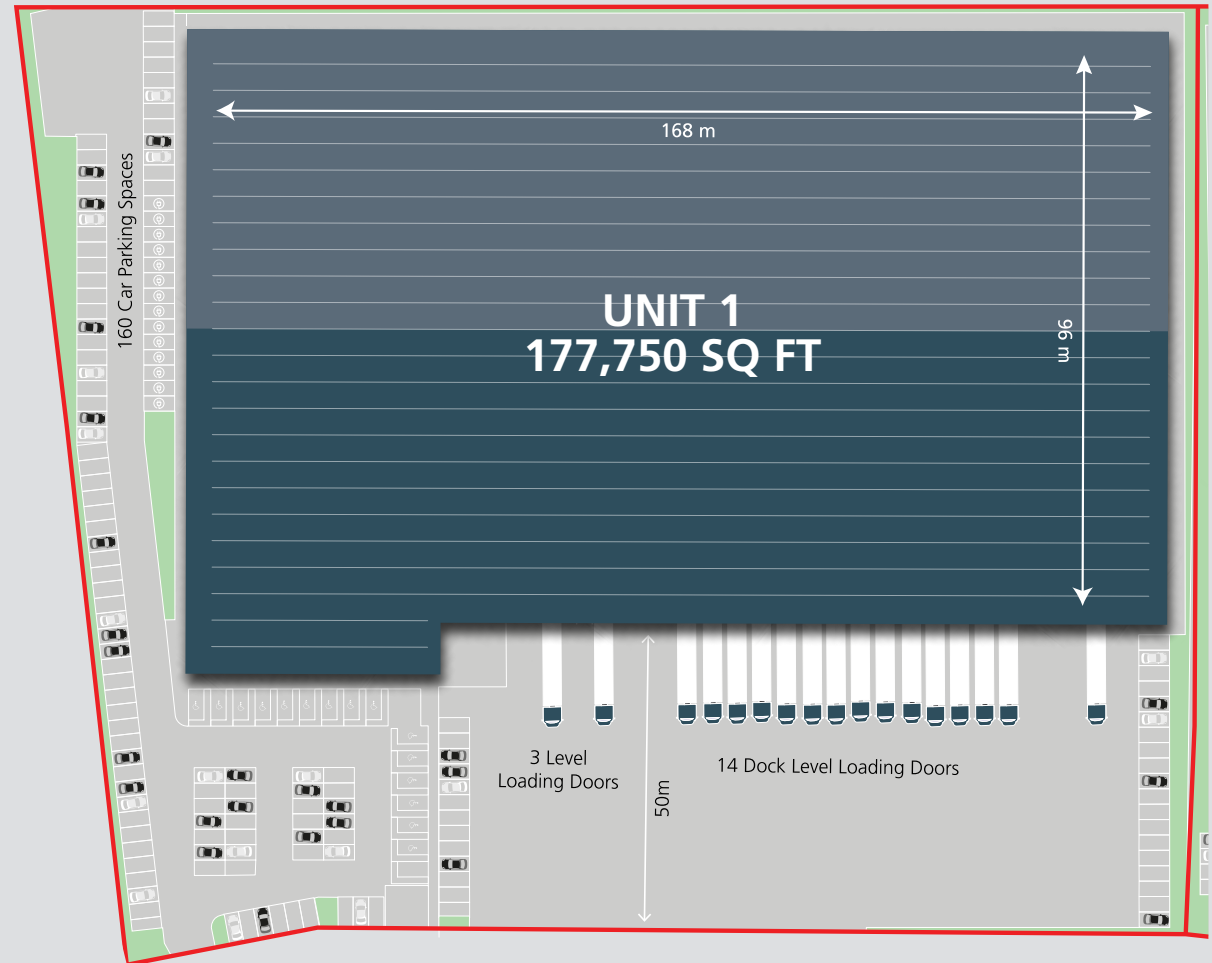 168 m
160 Car Parking Spaces
UNIT 1
177,750 SQ FT
96 m
3 Level
Loading Doors
14 Dock Level Loading Doors
50m